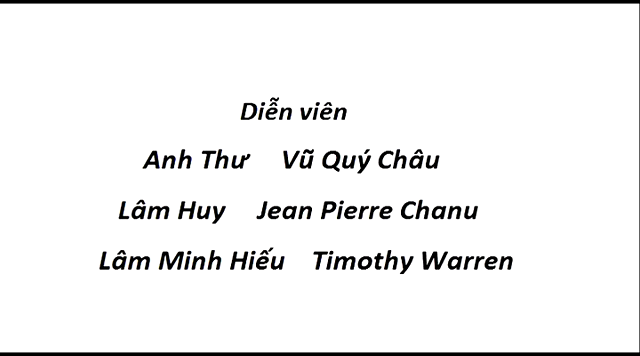 Diễn viên
Anh Thư Vũ Quý Châu
Lâm Huy Jean Pierre Chanu
Lâm Minh Hiếu Timothy Warren